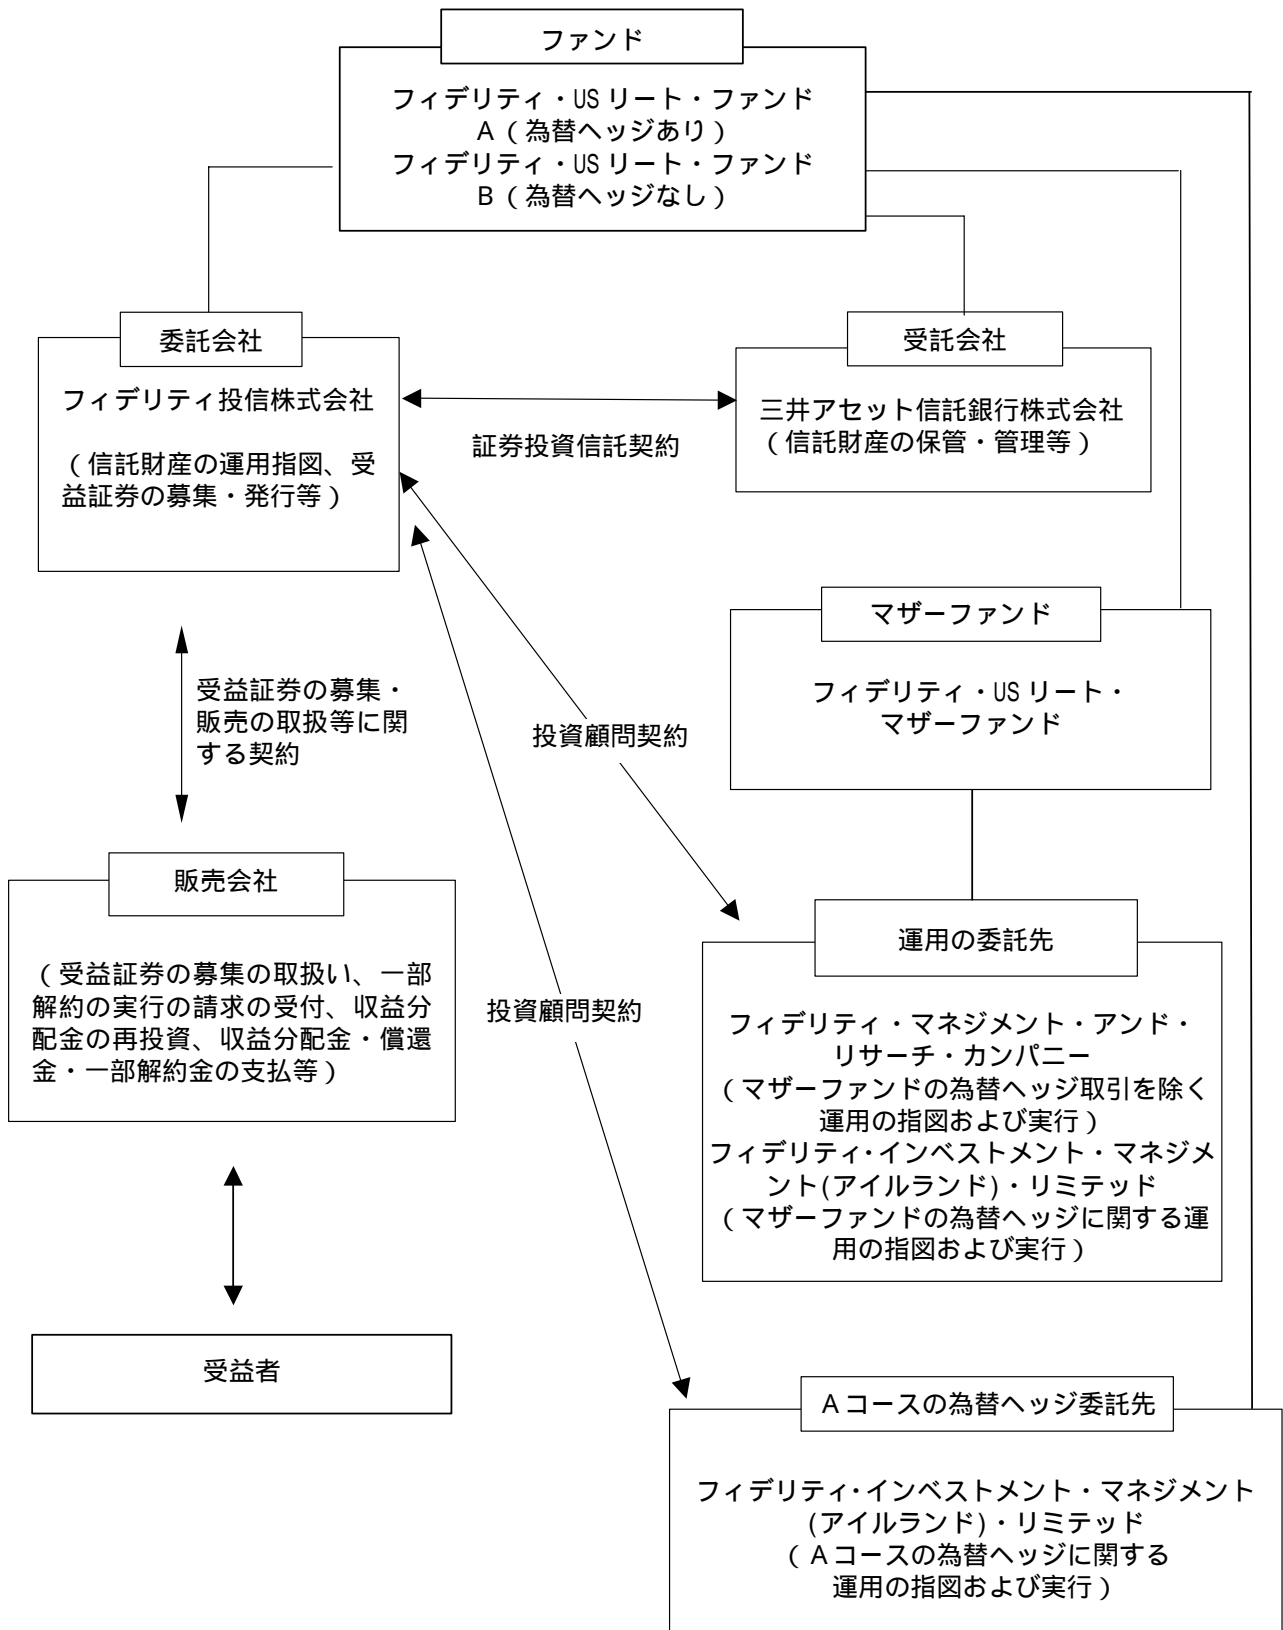 ファンド
フィデリティ・US リート・ファンド
A（為替ヘッジあり）
フィデリティ・US リート・ファンド
B（為替ヘッジなし）
委託会社
フィデリティ投信株式会社
（信託財産の運用指図、受
益証券の募集・発行等）
証券投資信託契約
受託会社
三井アセット信託銀行株式会社
（信託財産の保管・管理等）
マザーファンド
フィデリティ・US リート・
マザーファンド
受益証券の募集・
販売の取扱等に関
する契約
投資顧問契約
販売会社
（受益証券の募集の取扱い、一部
解約の実行の請求の受付、収益分
配金の再投資、収益分配金・償還
金・一部解約金の支払等）
投資顧問契約
運用の委託先
フィデリティ・マネジメント・アンド・
リサーチ・カンパニー
（マザーファンドの為替ヘッジ取引を除く
運用の指図および実行）
フィデリティ・インベストメント・マネジメ
ント(アイルランド)・リミテッド
（マザーファンドの為替ヘッジに関する運
用の指図および実行）
受益者
Aコースの為替ヘッジ委託先
フィデリティ・インベストメント・マネジメント
(アイルランド)・リミテッド
（Aコースの為替ヘッジに関する
運用の指図および実行）